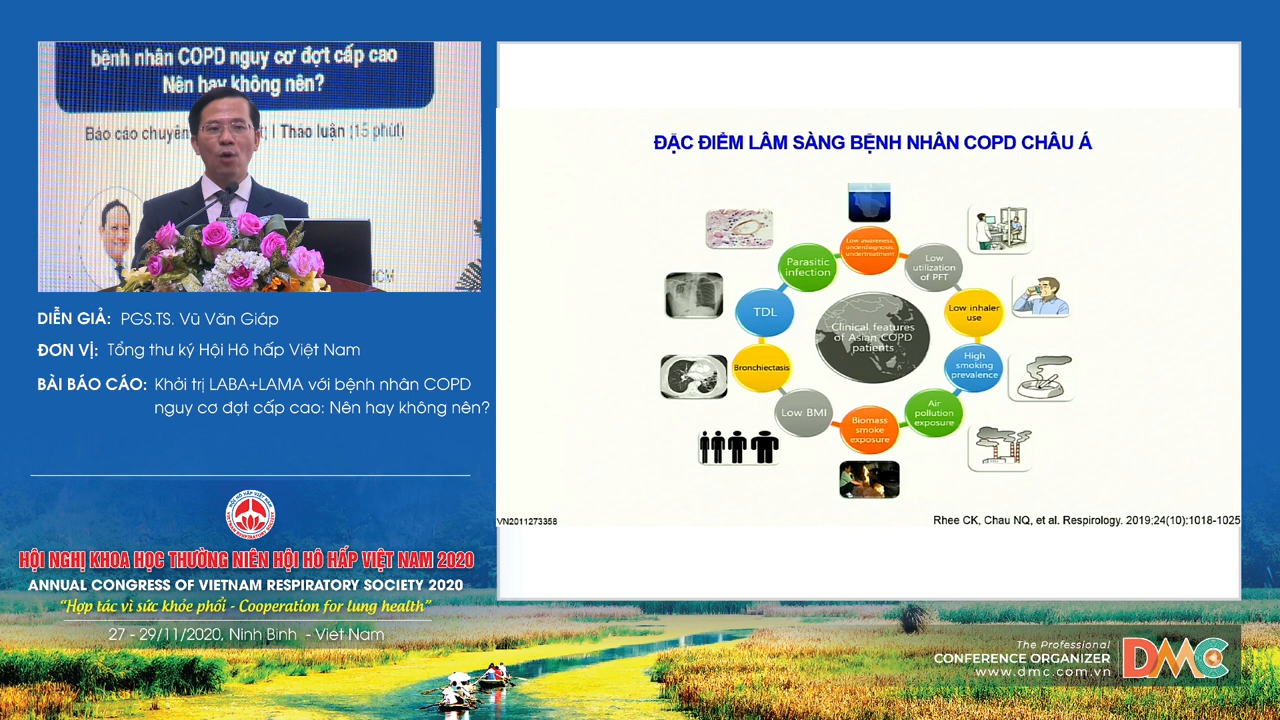 bệnh nhân COPD nguy cơ đợt cấp cao
Nên hay không nên?
Báo cáo chuyên
I Thảo luận (15 phút)
HCM
DIỄN GIẢ: PGS.TS. Vũ Văn Giáp
ĐƠN VỊ: Tổng thư ký Hội Hô hấp Việt Nam
BÀI BÁO CÁO: Khởi trị LABA+LAMA với bệnh nhân COPD
nguy cơ đợt cấp cao: Nên hay không nên?
HỘI NGHỊ KHOA HỌC THƯỜNG NIÊN HỘI HÔ HẤP VIỆT NAM 2020
ANNUAL CONGRESS OF VIETNAM RESPIRATORY SOCIETY 2020
“Hợp tác vì sức khỏe phổi - Cooperation for lung health”
27 - 29/11/2020, Ninh Bình - Việt Nam
ĐẶC ĐIỂM LÂM SÀNG BỆNH NHÂN COPD CHÂU Á
Low awareness,
underdiagnosis,
undertreatment
Low
utilization
of PFT
Low inhaler
use
High
smoking
prevalence
Air
pollution
exposure
Biomass
smoke
exposure
Low BMI
Bronchiectasis
TDL
Parasitic
infection
Clinical features
of Asian COPD
patients
VN2011273358
Rhee CK, Chau NQ, et al. Respirology. 2019;24(10):1018-1025
The Professional
CONFERENCE ORGANIZER
www.dmc.com.vn
DMC